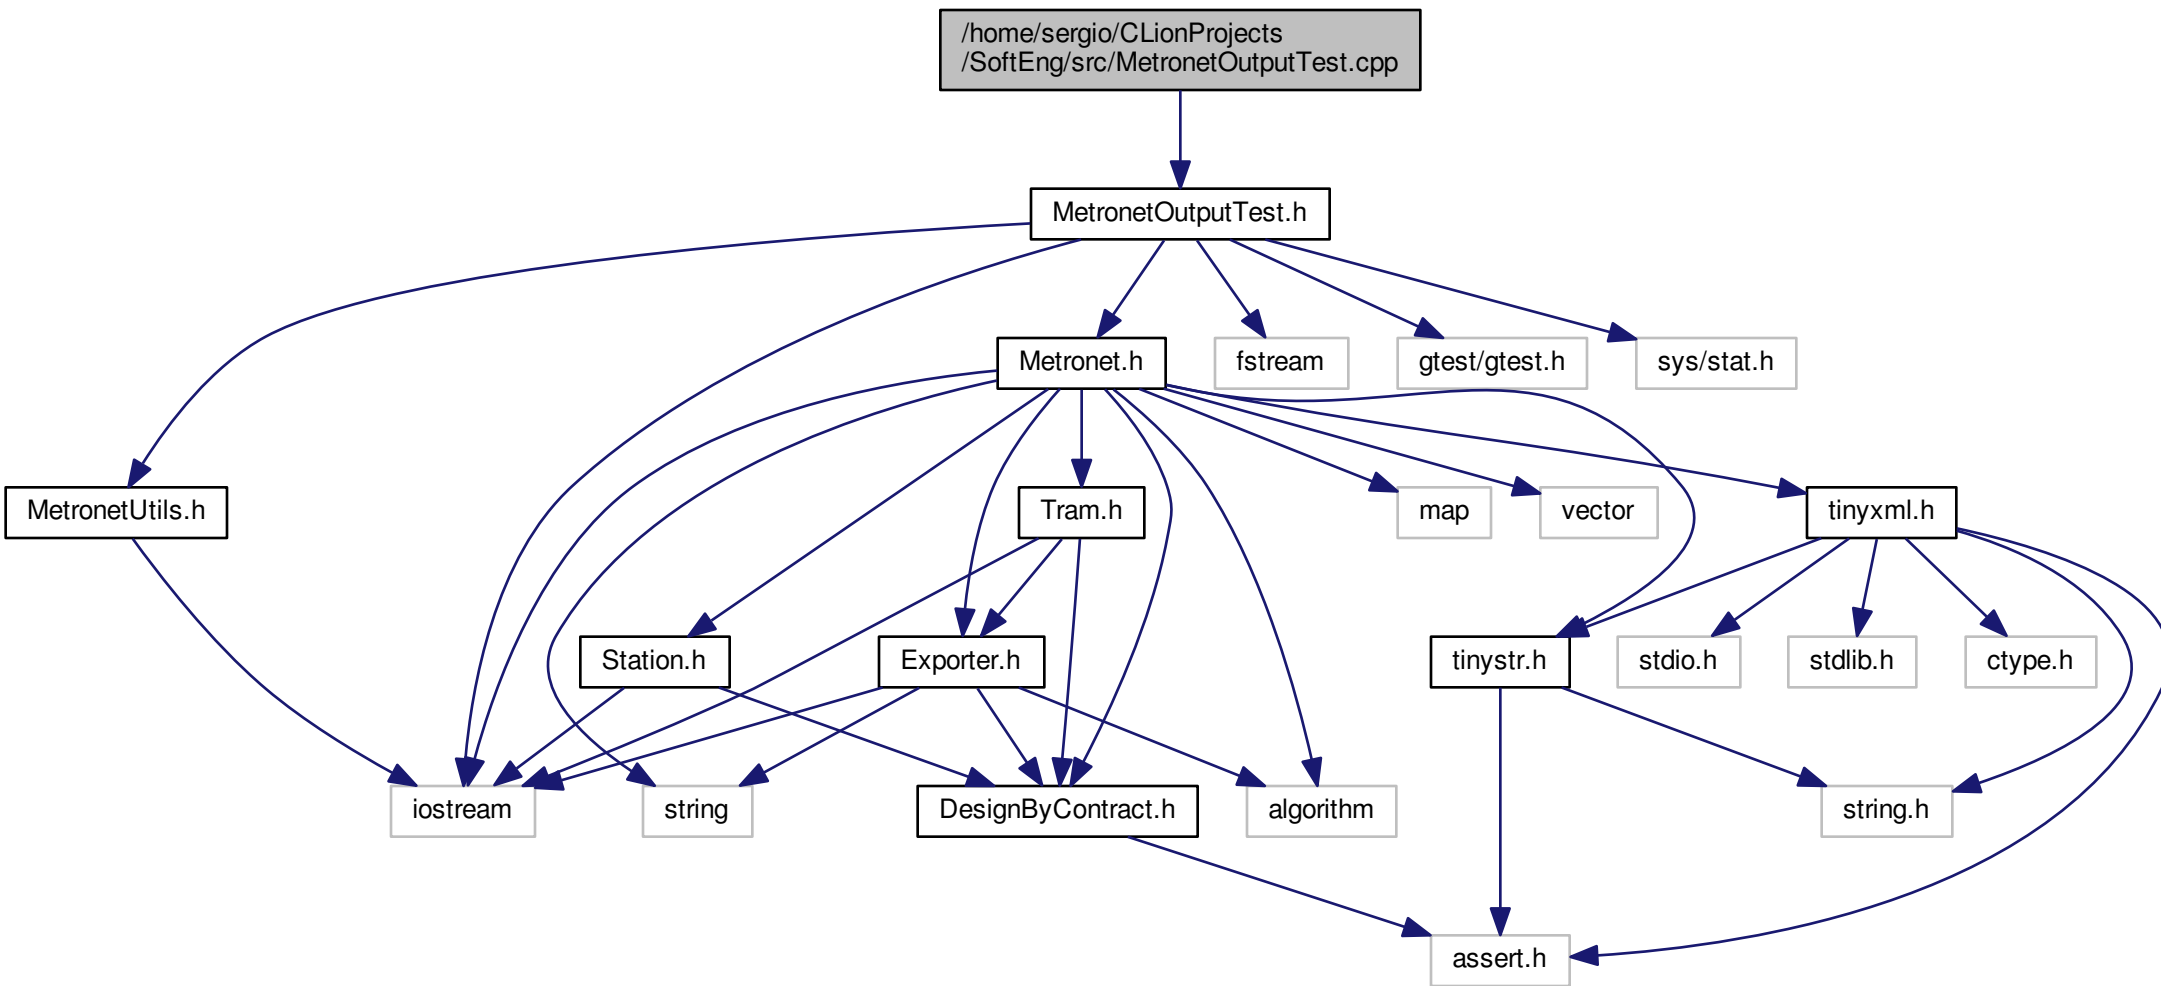 /home/sergio/CLionProjects
/SoftEng/src/MetronetOutputTest.cpp
MetronetOutputTest.h
Metronet.h
fstream
gtest/gtest.h
sys/stat.h
MetronetUtils.h
Tram.h
map
vector
tinyxml.h
Station.h
Exporter.h
tinystr.h
stdio.h
stdlib.h
ctype.h
iostream
string
DesignByContract.h
algorithm
string.h
assert.h